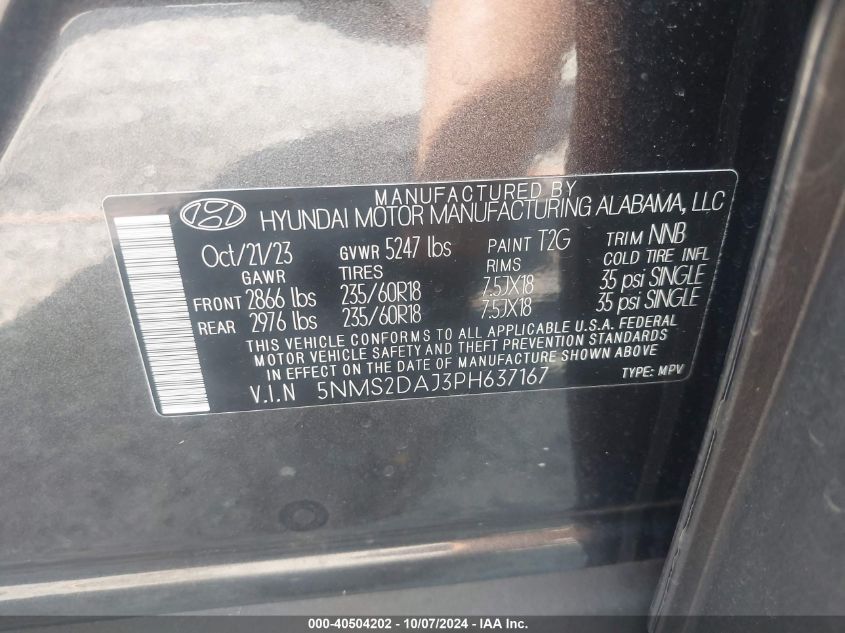 MANUFACTURED BY
HYUNDAI MOTOR MANUFACTURING ALABAMA, LLC
Oct/21/23 GVWR 5247 lbs PAINT T2G TRIM NNB
GAWR TIRES RIMS COLD TIRE INFL
FRONT 2866 lbs 235/60R18 7.5JX18 35 psi SINGLE
REAR 2976 lbs 235/60R18 7.5JX18 35 psi SINGLE
THIS VEHICLE CONFORMS TO ALL APPLICABLE U.S.A. FEDERAL
MOTOR VEHICLE SAFETY AND THEFT PREVENTION STANDARDS
IN EFFECT ON THE DATE OF MANUFACTURE SHOWN ABOVE
V.I.N 5NMS2DAJ3PH637167 TYPE: MPV
000-40504202 - 10/07/2024 - IAA Inc.